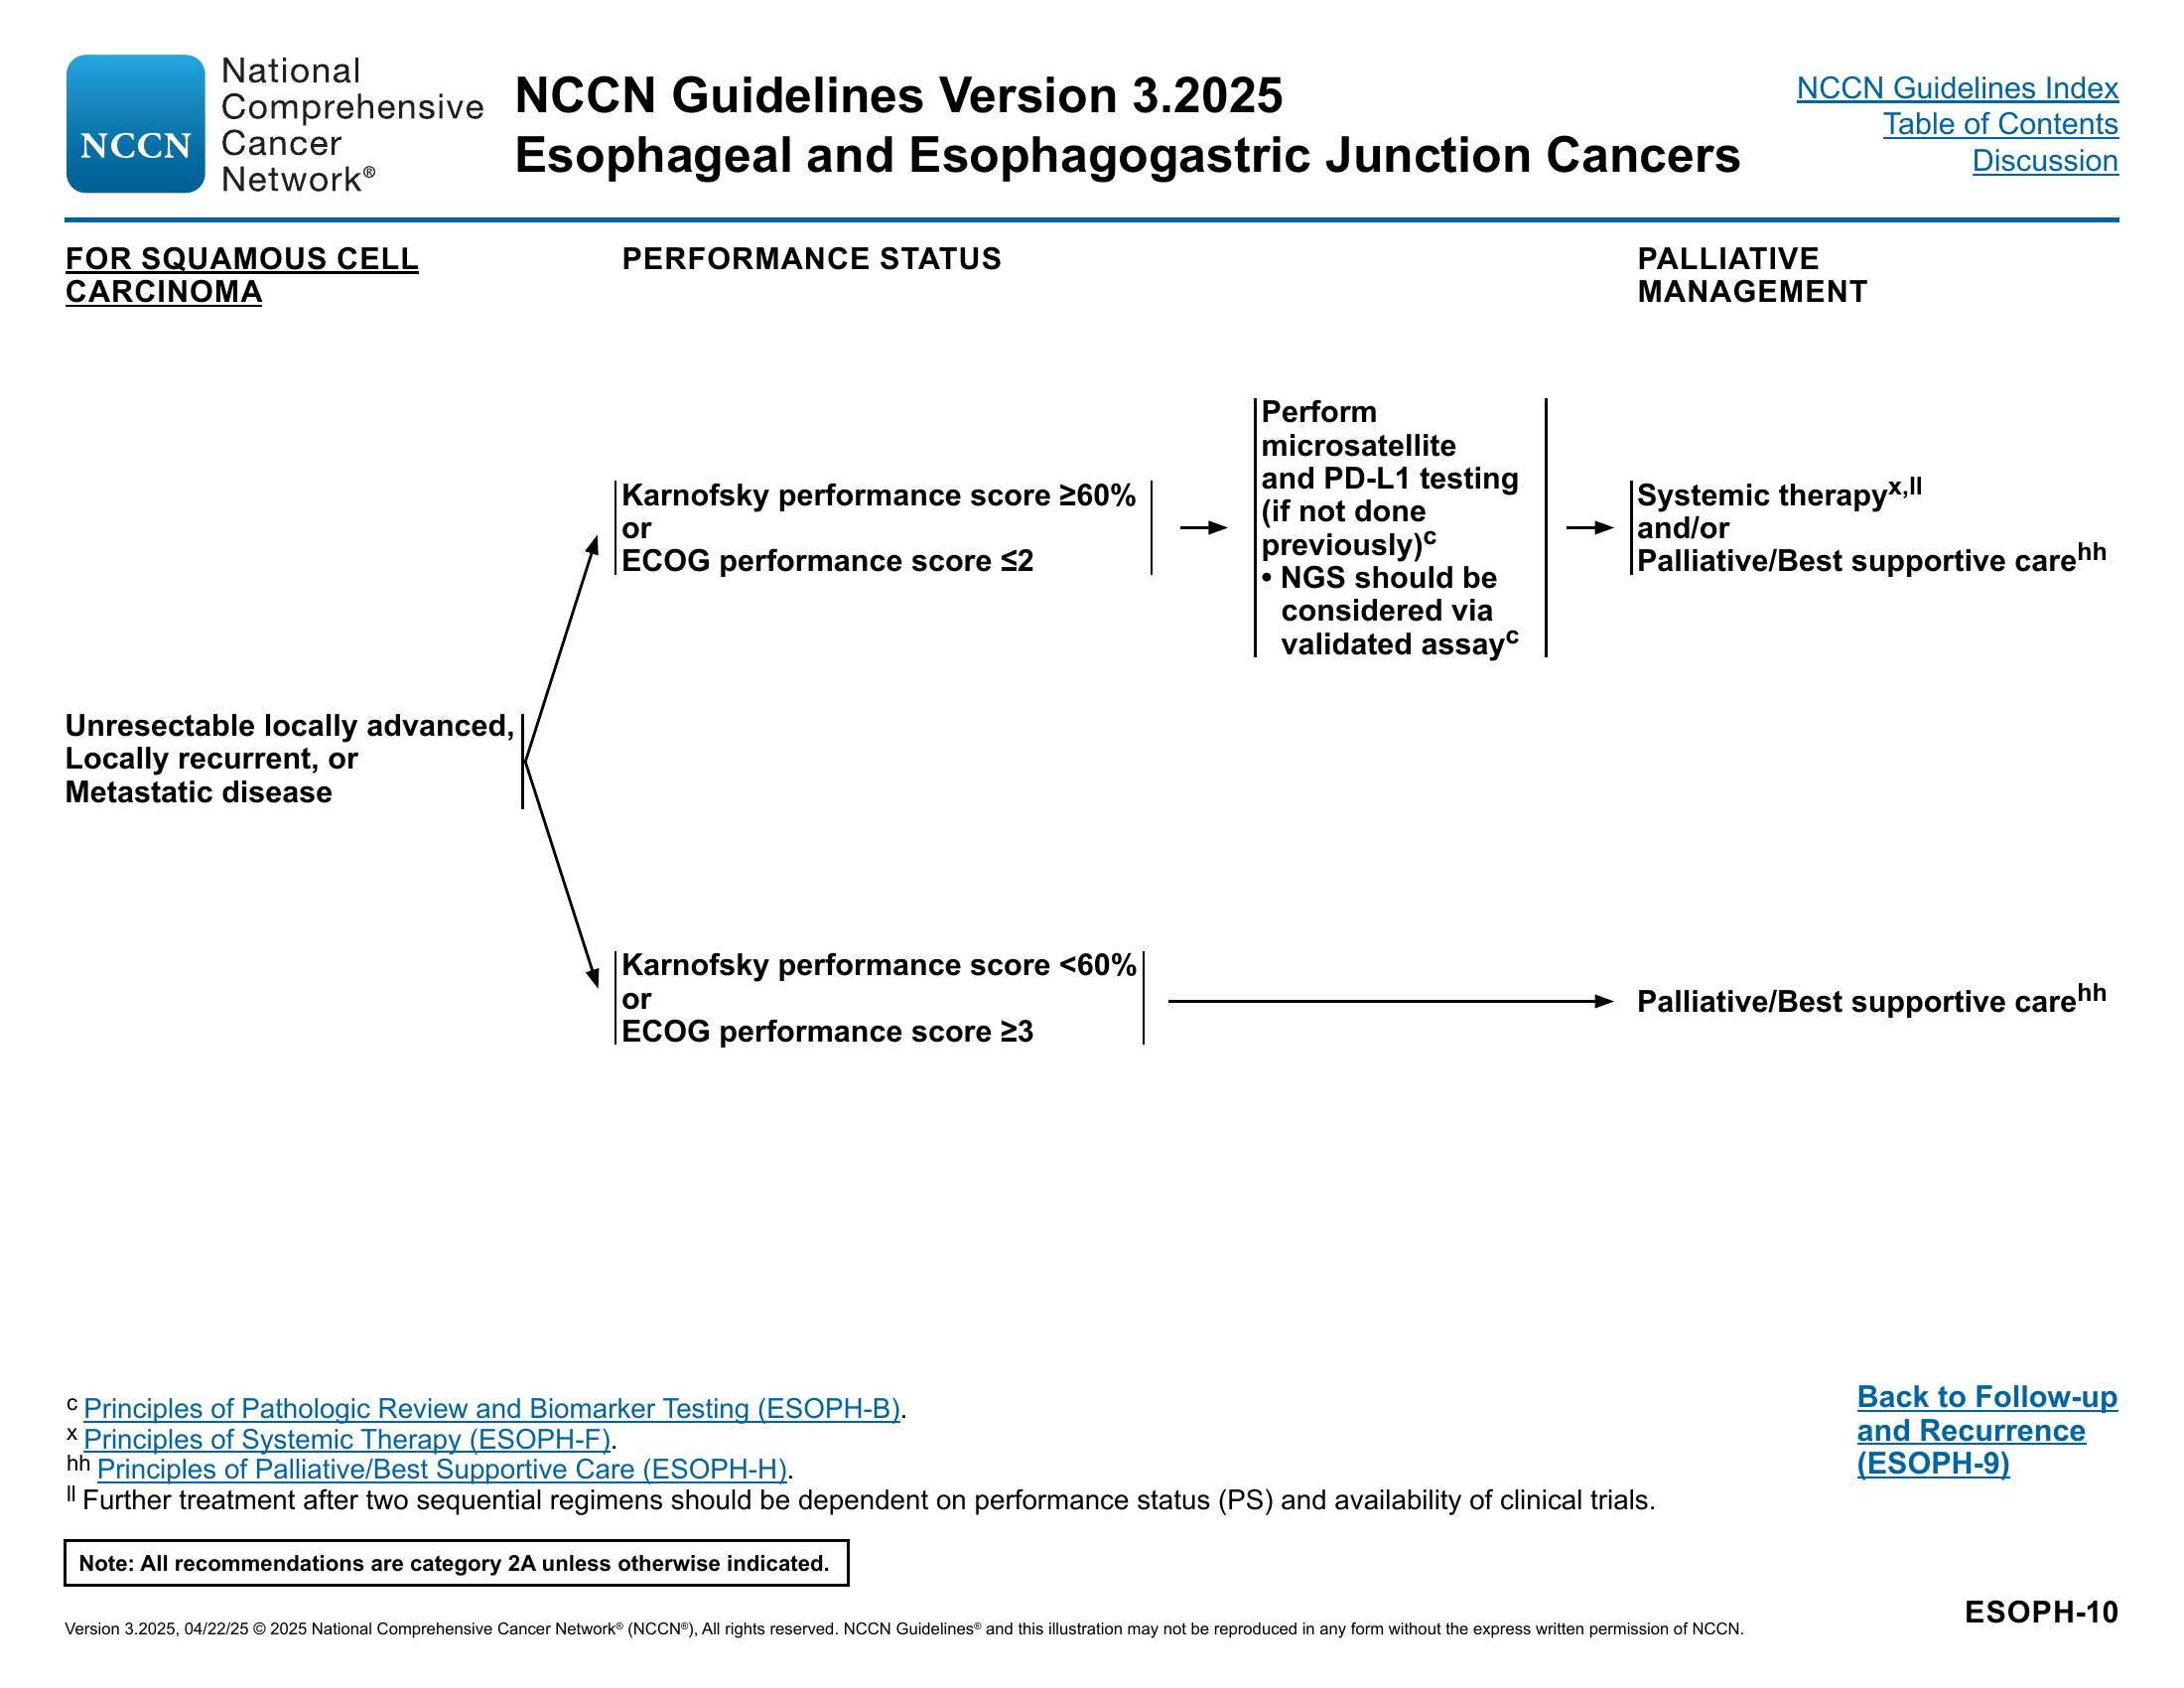 NCCN
National
Comprehensive
Cancer
Network®
NCCN Guidelines Version 3.2025
Esophageal and Esophagogastric Junction Cancers
NCCN Guidelines Index
Table of Contents
Discussion
FOR SQUAMOUS CELL
CARCINOMA
PERFORMANCE STATUS
PALLIATIVE
MANAGEMENT
Unresectable locally advanced,
Locally recurrent, or
Metastatic disease
Karnofsky performance score ≥60%
or
ECOG performance score ≤2
Perform
microsatellite
and PD-L1 testing
(if not done
previously)c
• NGS should be
considered via
validated assayc
Systemic therapyx,ll
and/or
Palliative/Best supportive carehh
Karnofsky performance score <60%
or
ECOG performance score ≥3
Palliative/Best supportive carehh
c Principles of Pathologic Review and Biomarker Testing (ESOPH-B).
x Principles of Systemic Therapy (ESOPH-F).
hh Principles of Palliative/Best Supportive Care (ESOPH-H).
ll Further treatment after two sequential regimens should be dependent on performance status (PS) and availability of clinical trials.
Back to Follow-up
and Recurrence
(ESOPH-9)
Note: All recommendations are category 2A unless otherwise indicated.
Version 3.2025, 04/22/25 © 2025 National Comprehensive Cancer Network® (NCCN®), All rights reserved. NCCN Guidelines® and this illustration may not be reproduced in any form without the express written permission of NCCN.
ESOPH-10